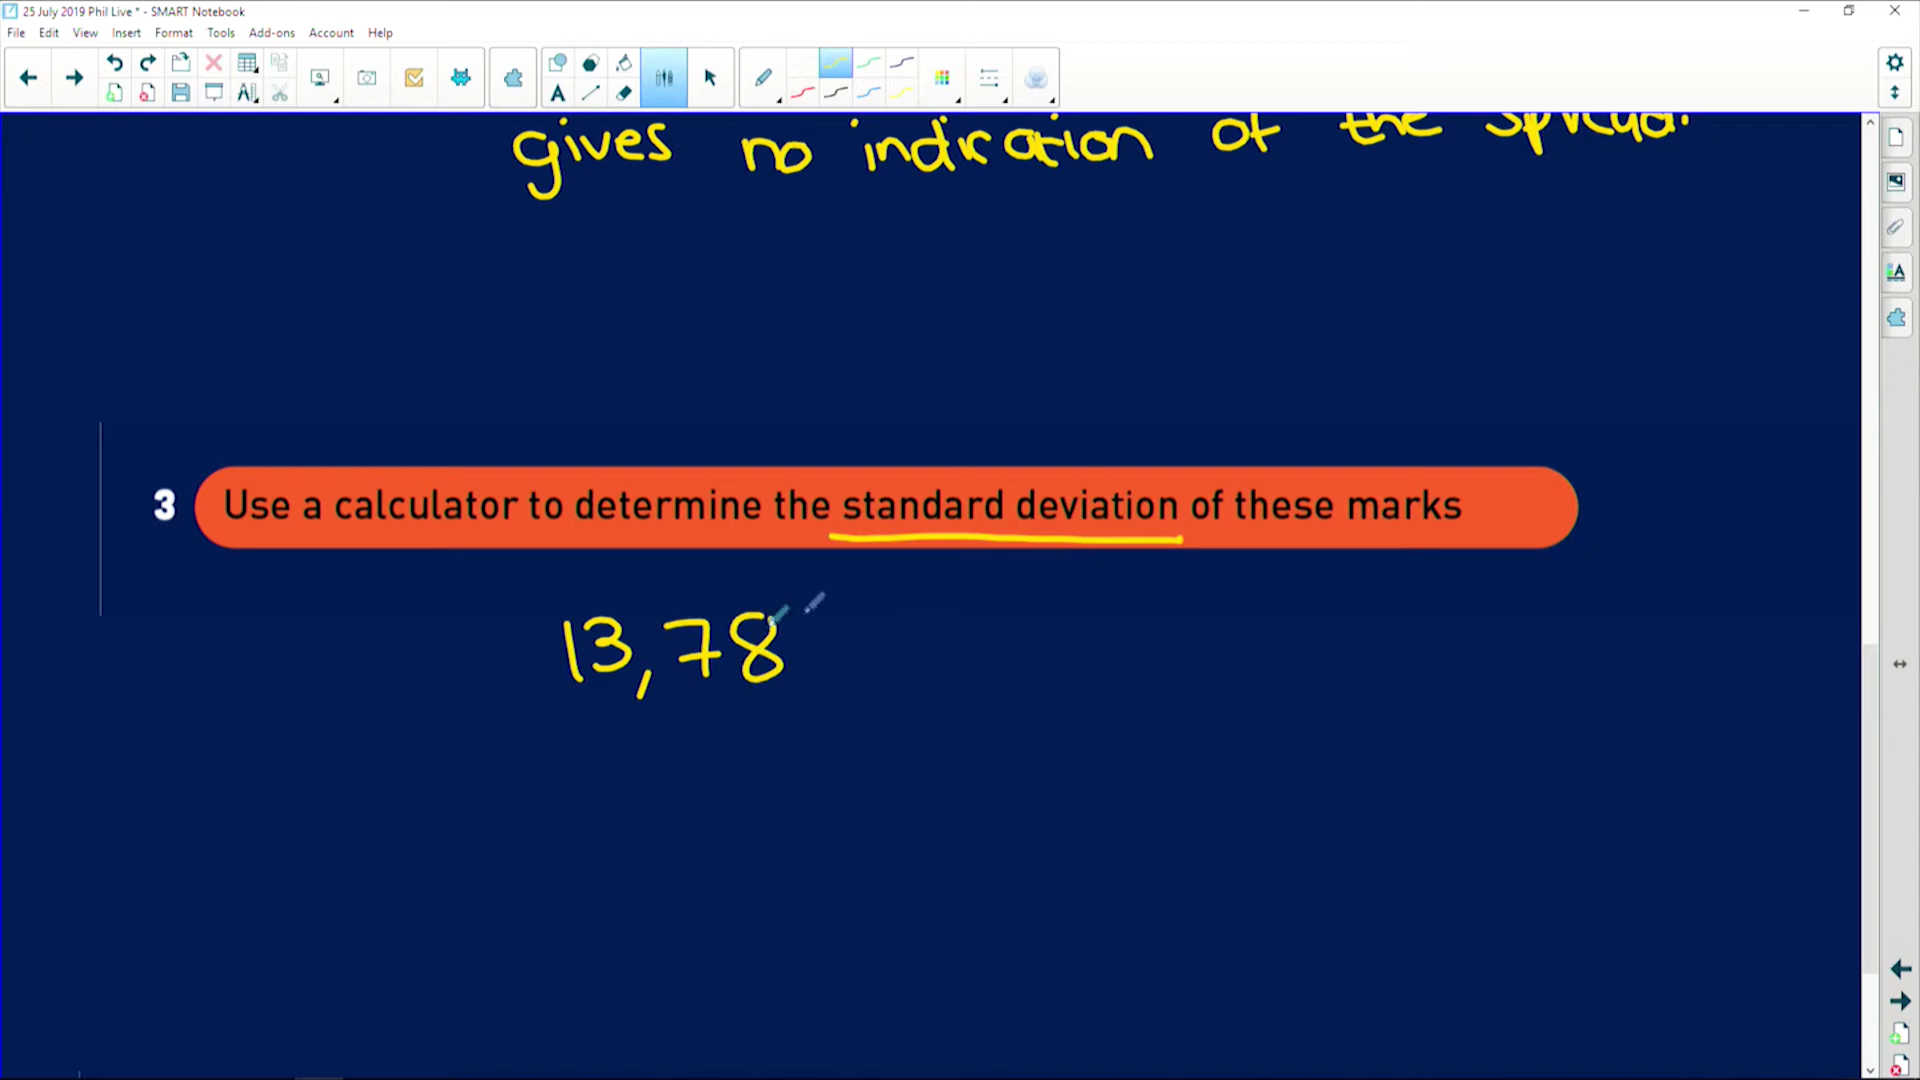 25 July 2019 Phil Live * - SMART Notebook
File Edit View Insert Format Tools Add-ons Account Help
gives no indication of the spread.
3 Use a calculator to determine the standard deviation of these marks
13,78